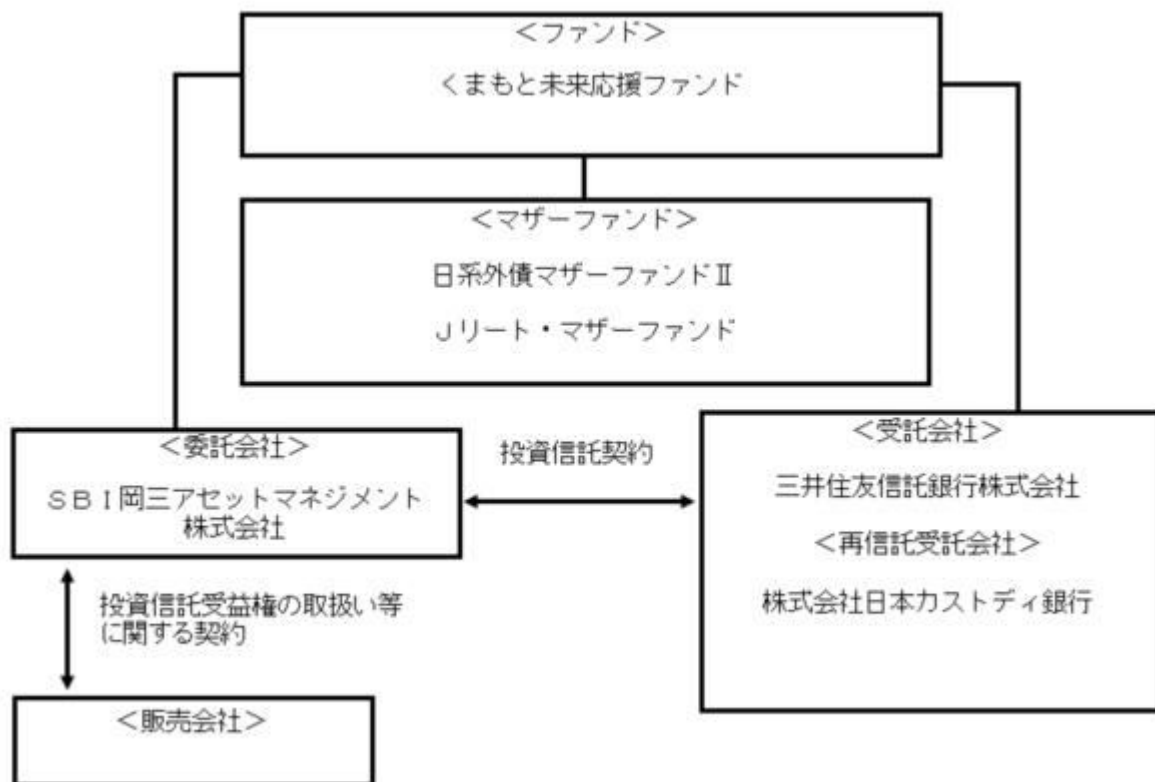 ＜ファンド＞
くまもと未来応援ファンド
＜マザーファンド＞
日系外債マザーファンドⅡ
Ｊリート・マザーファンド
＜委託会社＞
ＳＢＩ岡三アセットマネジメント
株式会社
投資信託契約
＜受託会社＞
三井住友信託銀行株式会社
＜再信託受託会社＞
株式会社日本カストディ銀行
投資信託受益権の取扱い等
に関する契約
＜販売会社＞